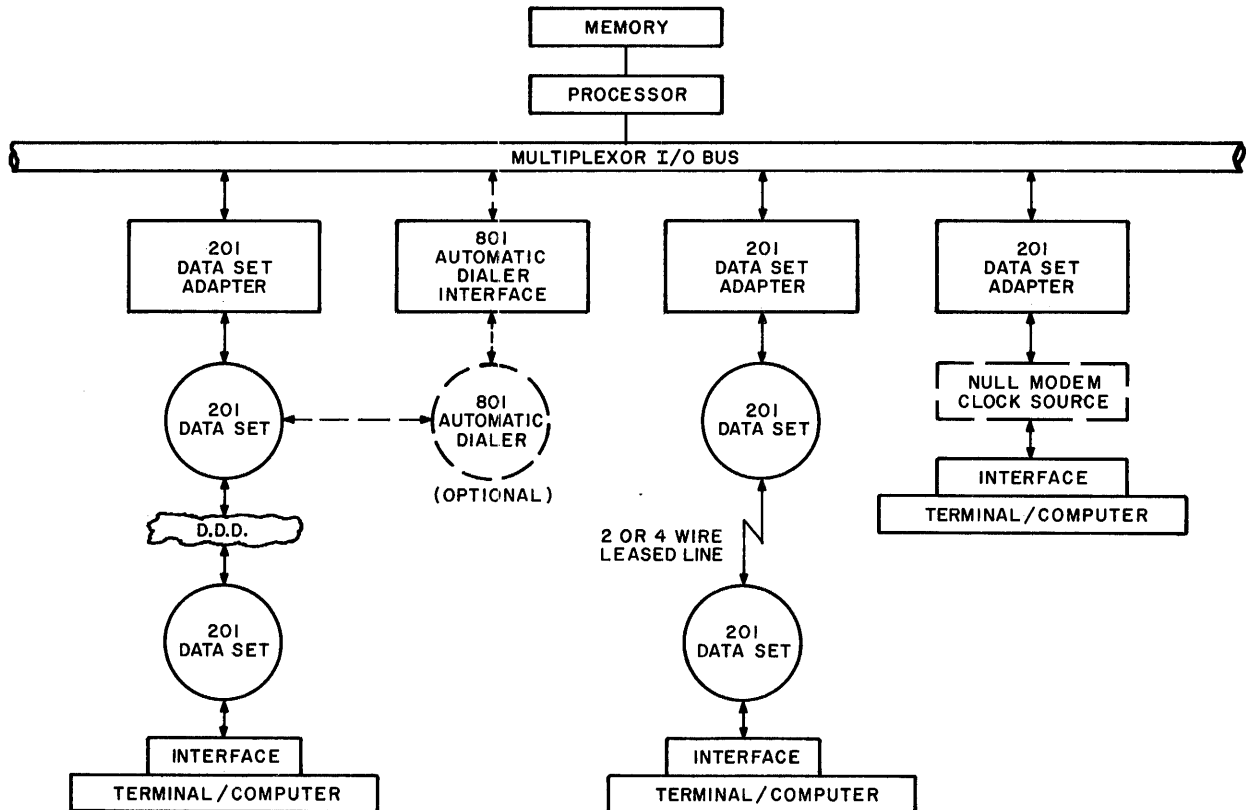 MEMORY
PROCESSOR
MULTIPLEXOR I/O BUS
201
DATA SET
ADAPTER
801
AUTOMATIC
DIALER
INTERFACE
201
DATA SET
ADAPTER
201
DATA SET
ADAPTER
201
DATA SET
801
AUTOMATIC
DIALER
(OPTIONAL)
201
DATA SET
NULL MODEM
CLOCK SOURCE
INTERFACE
TERMINAL/COMPUTER
D.D.D.
2 OR 4 WIRE
LEASED LINE
201
DATA SET
201
DATA SET
INTERFACE
TERMINAL/COMPUTER
INTERFACE
TERMINAL/COMPUTER